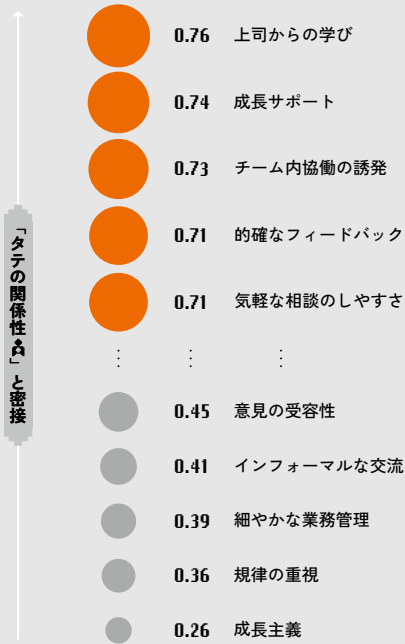 0.76 上司からの学び
0.74 成長サポート
0.73 チーム内協働の誘発
0.71 的確なフィードバック
0.71 気軽な相談のしやすさ
⋮ ⋮ ⋮
0.45 意見の受容性
0.41 インフォーマルな交流
0.39 細やかな業務管理
0.36 規律の重視
0.26 成長主義
「タテの関係性」と密接